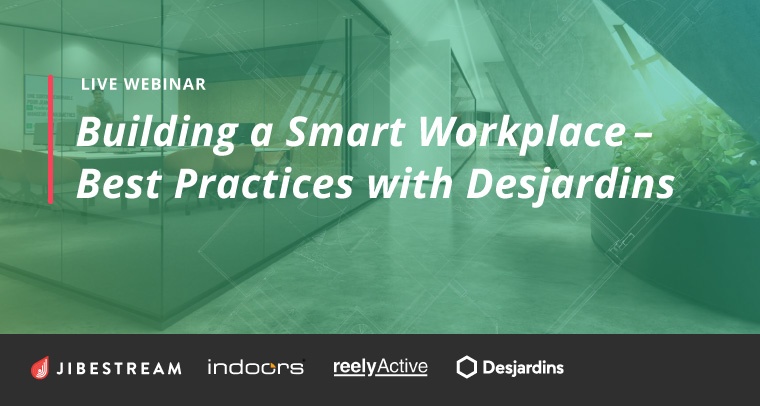 LIVE WEBINAR
Building a Smart Workplace –
Best Practices with Desjardins
JIBESTREAM indoors reelyActive Desjardins